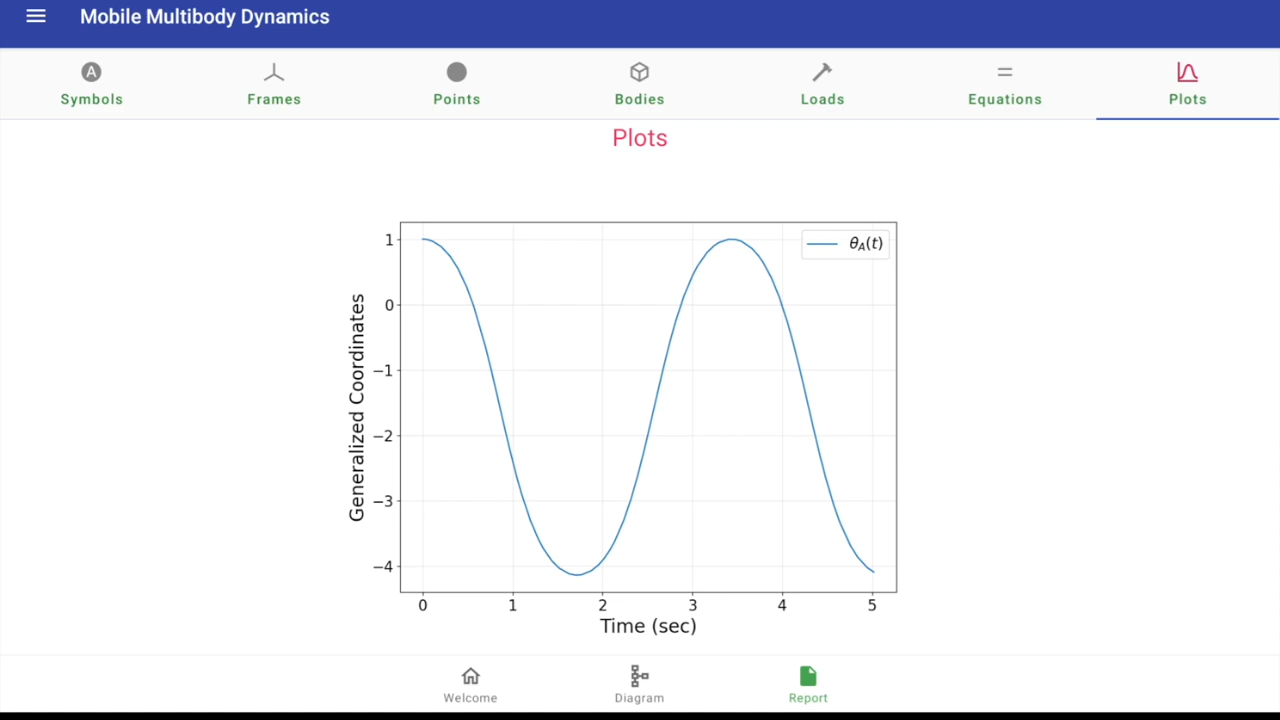 Mobile Multibody Dynamics
A
Symbols Frames Points Bodies Loads Equations Plots
Plots
θA(t)
1
0
−1
−2
−3
−4
Generalized Coordinates
0 1 2 3 4 5
Time (sec)
Welcome Diagram Report